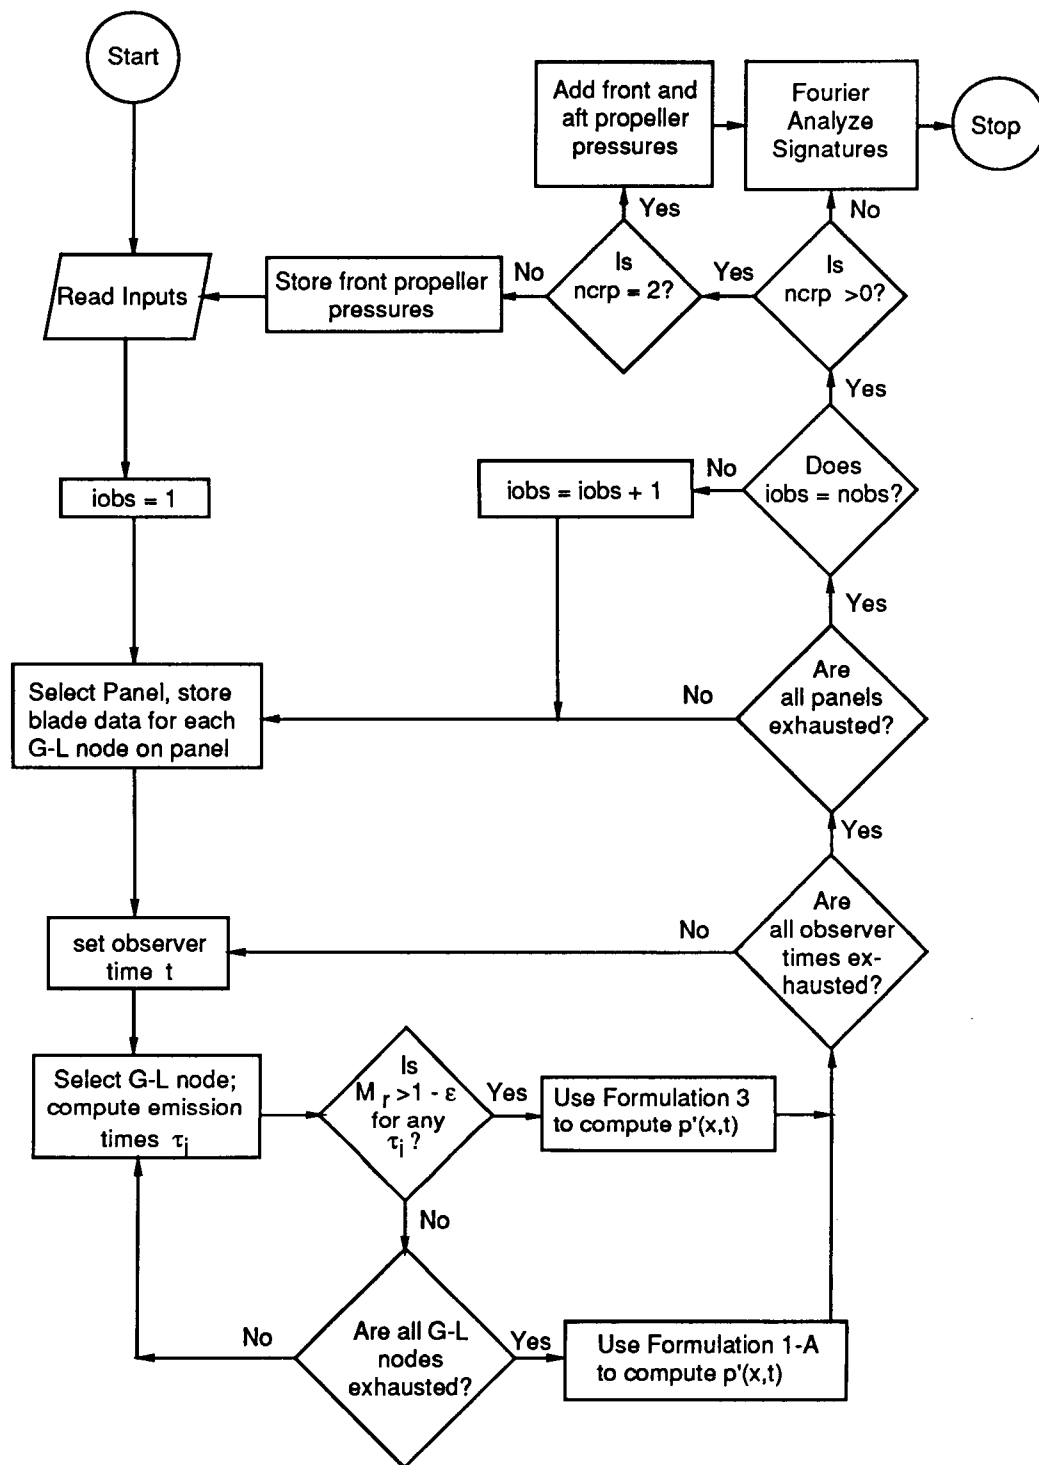 Start
Add front and
aft propeller
pressures
Fourier
Analyze
Signatures
Stop
Yes
No
Read Inputs
Store front propeller
pressures
No
Is
ncrp = 2?
Yes
Is
ncrp >0?
Yes
iobs = 1
iobs = iobs + 1
No
Does
iobs = nobs?
Yes
Select Panel, store
blade data for each
G-L node on panel
No
Are
all panels
exhausted?
Yes
set observer
time t
No
Are
all observer
times ex-
hausted?
Select G-L node;
compute emission
times τi
Is
M r >1 - ε
for any
τi ?
Yes
Use Formulation 3
to compute p'(x,t)
No
No
Are all G-L
nodes
exhausted?
Yes
Use Formulation 1-A
to compute p'(x,t)